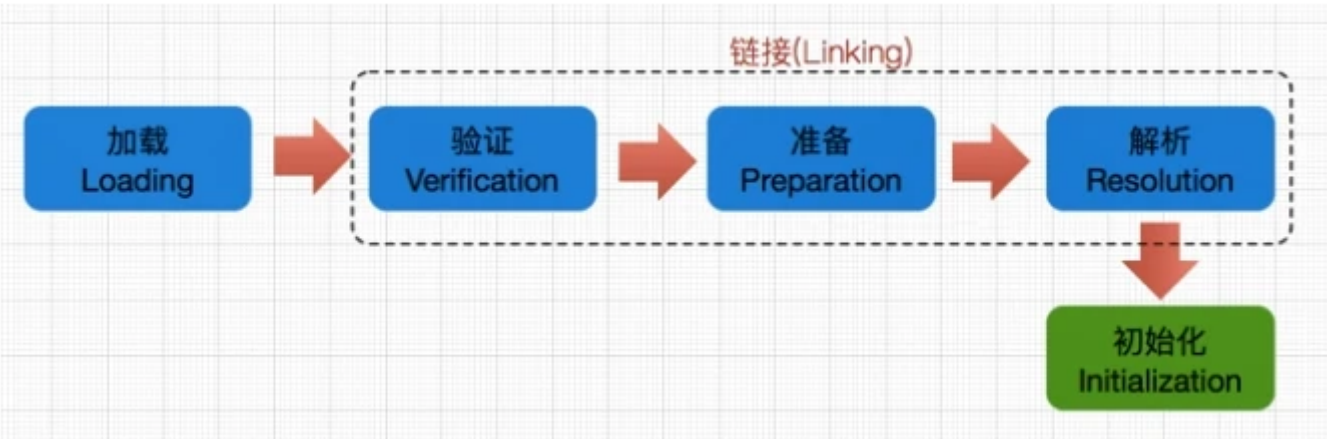 链接(Linking)
加载
Loading
验证
Verification
准备
Preparation
解析
Resolution
初始化
Initialization